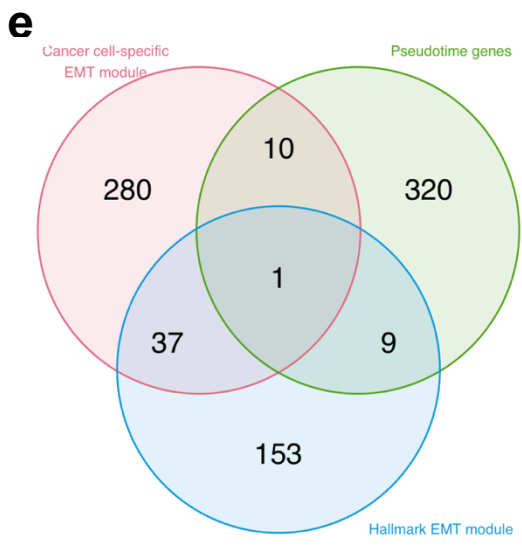 e
Cancer cell-specific
EMT module
Pseudotime genes
10
280
320
1
37
9
153
Hallmark EMT module